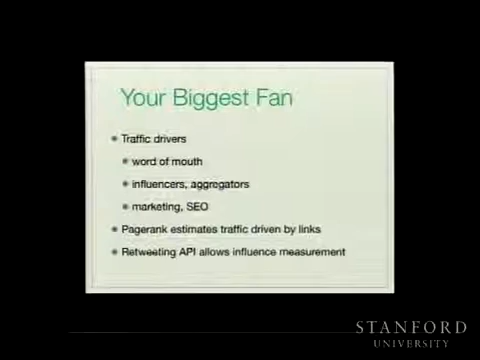 Your Biggest Fan
Traffic drivers
word of mouth
influencers, aggregators
marketing, SEO
Pagerank estimates traffic driven by links
Retweeting API allows influence measurement
STANFORD
UNIVERSITY